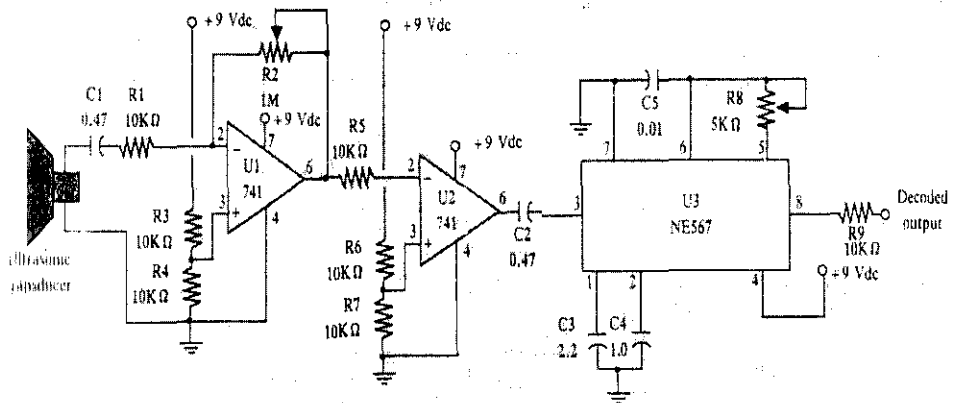 +9 Vdc
+9 Vdc
R2
1M
C1
0.47
R1
10KΩ
+9 Vdc
7
2
U1
741
6
3
4
R3
10KΩ
R4
10KΩ
R5
10KΩ
+9 Vdc
7
2
U2
741
6
3
4
R6
10KΩ
R7
10KΩ
C2
0.47
C5
0.01
R8
5KΩ
7
6
5
3
U3
NE567
8
1
2
4
R9
10KΩ
Decoded
output
+9 Vdc
C3
2.2
C4
1.0